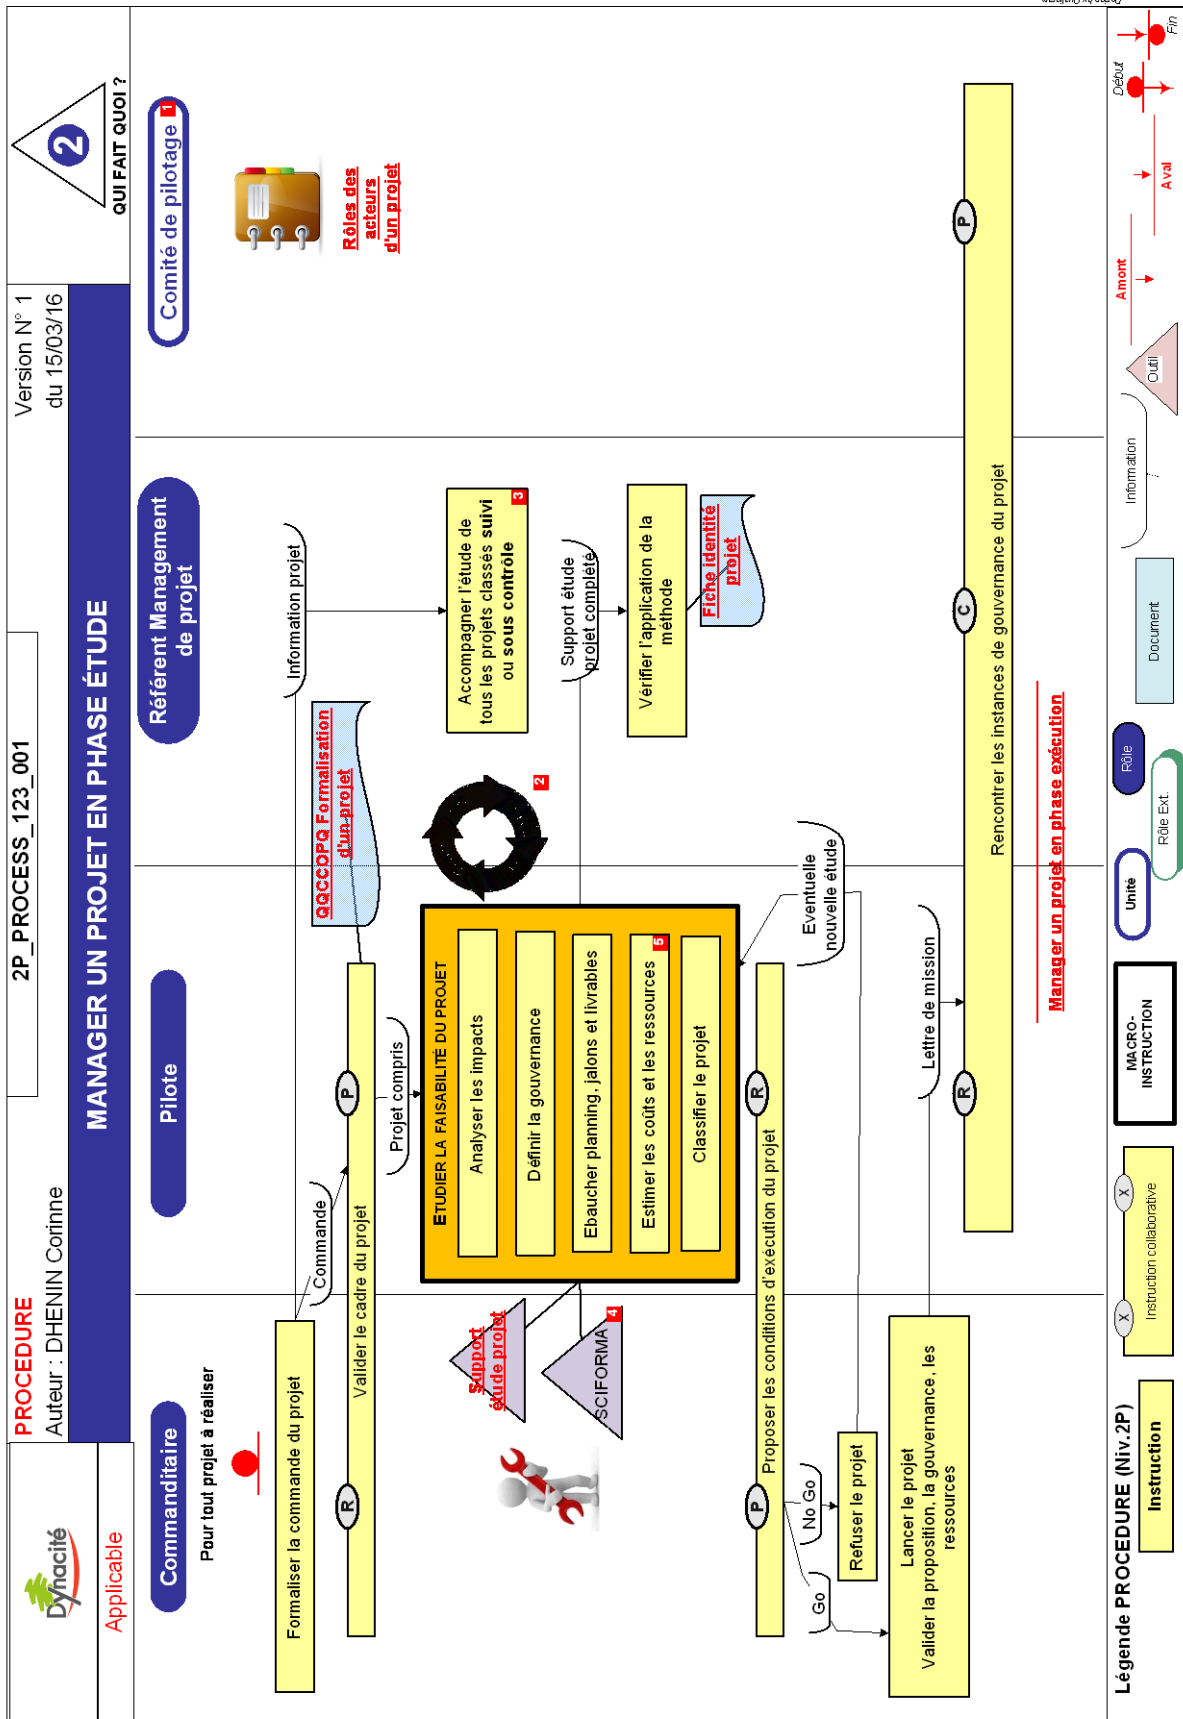 Dynacité
Applicable
PROCEDURE
Auteur : DHENIN Corinne
2P_PROCESS_123_001
Version N° 1
du 15/03/16
MANAGER UN PROJET EN PHASE ÉTUDE
2
QUI FAIT QUOI ?
Commanditaire
Pilote
Référent Management
de projet
Comité de pilotage 1
Pour tout projet à réaliser
Rôles des
acteurs
d'un projet
Formaliser la commande du projet
Commande
Information projet
QQCCOPQ Formalisation
d'un projet
R
Valider le cadre du projet
P
Projet compris
Support
étude projet
SCIFORMA
4
ETUDIER LA FAISABILITÉ DU PROJET
Analyser les impacts
Définir la gouvernance
Ebaucher planning, jalons et livrables
Estimer les coûts et les ressources
5
Classifier le projet
2
Accompagner l'étude de
tous les projets classés suivi
ou sous contrôle
3
Support étude
projet complété
Vérifier l'application de la
méthode
Fiche identité
projet
P
Proposer les conditions d'exécution du projet
R
Eventuelle
nouvelle étude
Go
No Go
Refuser le projet
Lancer le projet
Valider la proposition, la gouvernance, les
ressources
Lettre de mission
R
C
P
Rencontrer les instances de gouvernance du projet
Manager un projet en phase exécution
Légende PROCEDURE (Niv.2P)
Instruction
X
X
Instruction collaborative
MACRO-
INSTRUCTION
Unité
Rôle
Rôle Ext.
Document
Information
Outil
Amont
Aval
Début
Fin